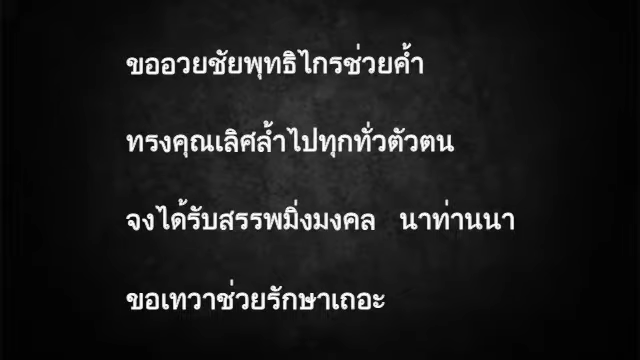 ขออวยชัยพุทธิไกรช่วยค้ำ
ทรงคุณเลิศล้ำไปทุกทั่วตัวตน
จงได้รับสรรพมิ่งมงคล นาท่านนา
ขอเทวาช่วยรักษาเถอะ